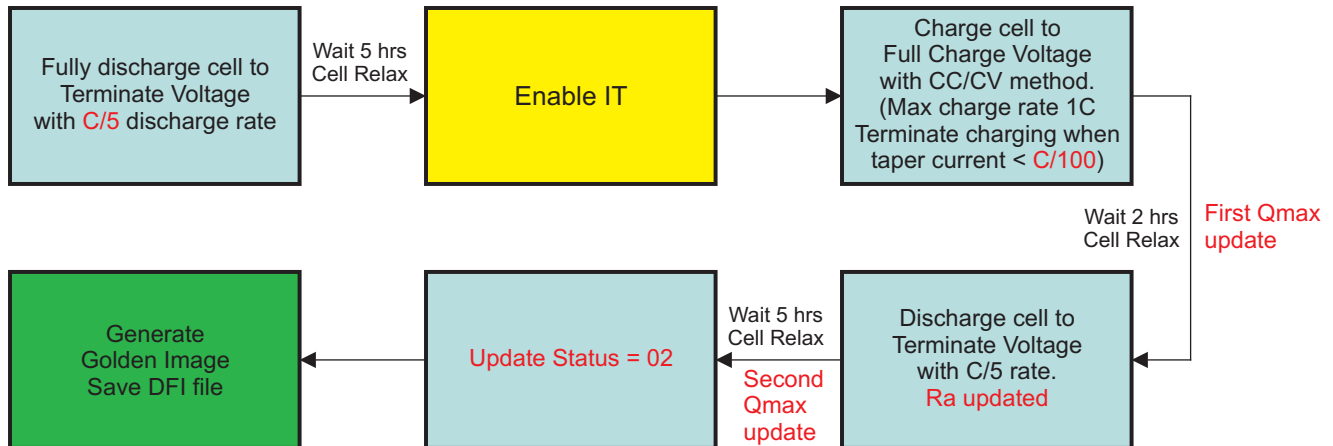 Fully discharge cell to
Terminate Voltage
with C/5 discharge rate
Wait 5 hrs
Cell Relax
Enable IT
Charge cell to
Full Charge Voltage
with CC/CV method.
(Max charge rate 1C
Terminate charging when
taper current < C/100)
Wait 2 hrs
Cell Relax
First Qmax
update
Discharge cell to
Terminate Voltage
with C/5 rate.
Ra updated
Wait 5 hrs
Cell Relax
Second
Qmax
update
Update Status = 02
Generate
Golden Image
Save DFI file